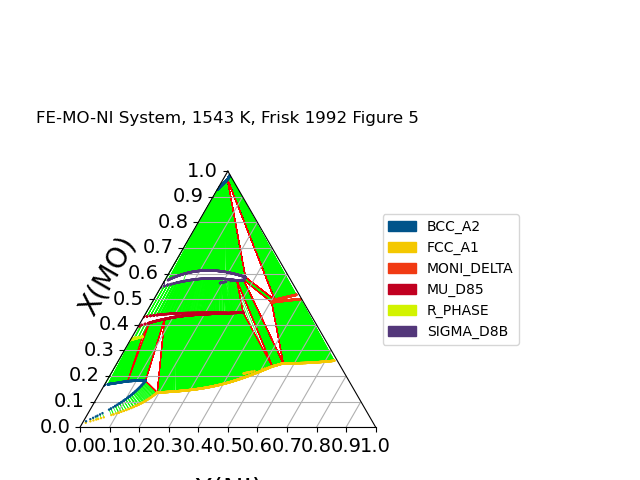 FE-MO-NI System, 1543 K, Frisk 1992 Figure 5
1.0
0.9
0.8
0.7
0.6
0.5
0.4
0.3
0.2
0.1
0.0
X(MO)
0.00.10.20.30.40.50.60.70.80.91.0
BCC_A2
FCC_A1
MONI_DELTA
MU_D85
R_PHASE
SIGMA_D8B